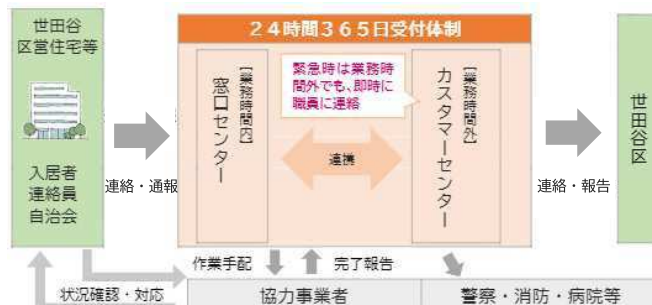 世田谷
区営住宅等
入居者
連絡員
自治会
連絡・通報
24時間365日受付体制
【業務時間内】
窓口センター
緊急時は業務時
間外でも、即時に
職員に連絡
連携
【業務時間外】
カスタマーセンター
連絡・報告
世田谷区
作業手配
完了報告
状況確認・対応
協力事業者
警察・消防・病院等